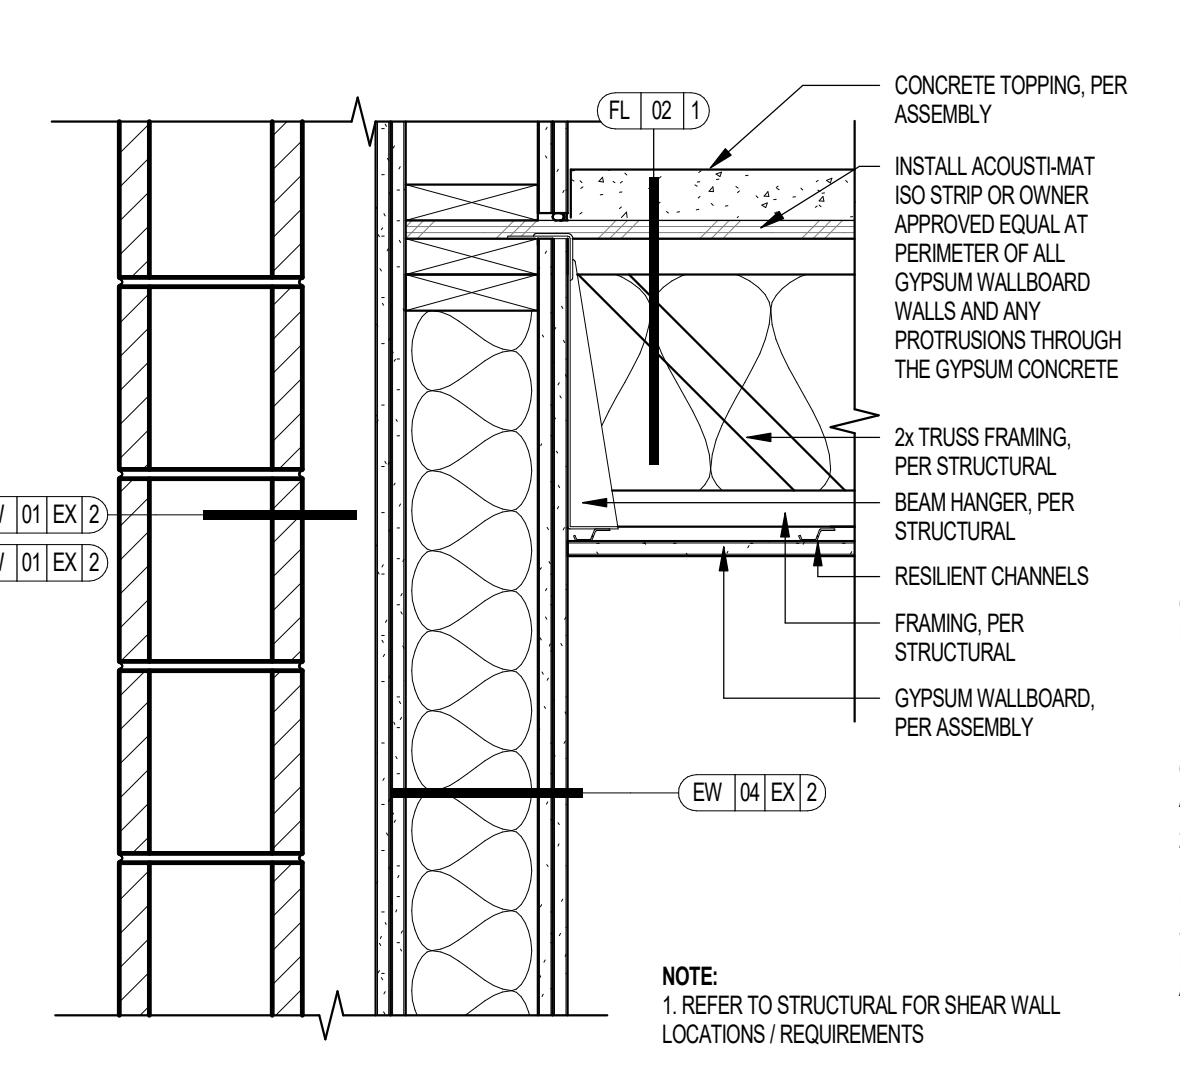 FL 02 1
CONCRETE TOPPING, PER
ASSEMBLY
INSTALL ACOUSTI-MAT
ISO STRIP OR OWNER
APPROVED EQUAL AT
PERIMETER OF ALL
GYPSUM WALLBOARD
WALLS AND ANY
PROTRUSIONS THROUGH
THE GYPSUM CONCRETE
2x TRUSS FRAMING,
PER STRUCTURAL
BEAM HANGER, PER
STRUCTURAL
01 EX 2
01 EX 2
RESILIENT CHANNELS
FRAMING, PER
STRUCTURAL
GYPSUM WALLBOARD,
PER ASSEMBLY
EW 04 EX 2
NOTE:
1. REFER TO STRUCTURAL FOR SHEAR WALL
LOCATIONS / REQUIREMENTS